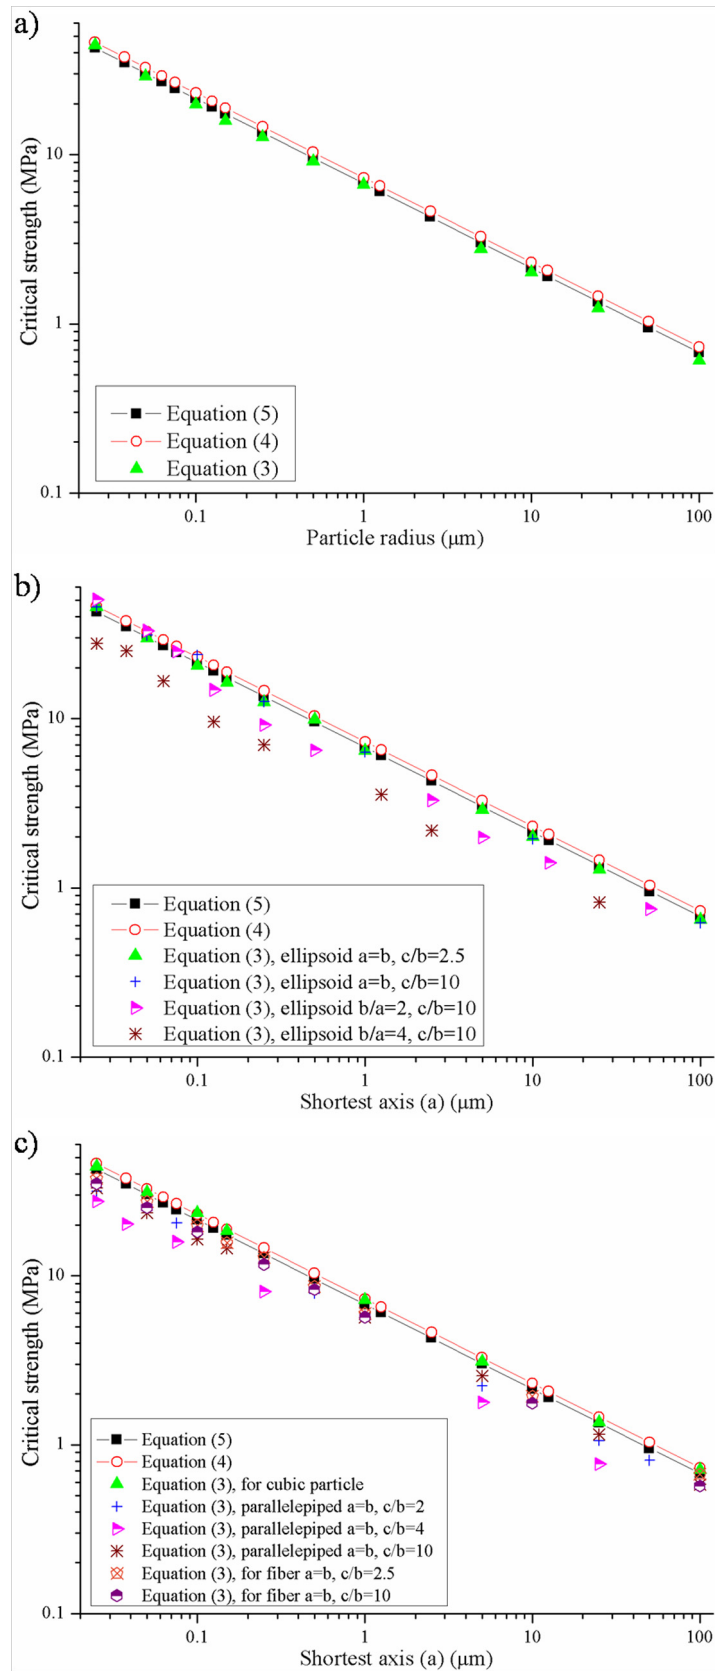 a)
10
1
0.1
Critical strength (MPa)
Equation (5)
Equation (4)
Equation (3)
0.1
1
10
100
Particle radius (μm)
b)
10
1
0.1
Critical strength (MPa)
Equation (5)
Equation (4)
Equation (3), ellipsoid a=b, c/b=2.5
Equation (3), ellipsoid a=b, c/b=10
Equation (3), ellipsoid b/a=2, c/b=10
Equation (3), ellipsoid b/a=4, c/b=10
0.1
1
10
100
Shortest axis (a) (μm)
c)
10
1
0.1
Critical strength (MPa)
Equation (5)
Equation (4)
Equation (3), for cubic particle
Equation (3), parallelepiped a=b, c/b=2
Equation (3), parallelepiped a=b, c/b=4
Equation (3), parallelepiped a=b, c/b=10
Equation (3), for fiber a=b, c/b=2.5
Equation (3), for fiber a=b, c/b=10
0.1
1
10
100
Shortest axis (a) (μm)